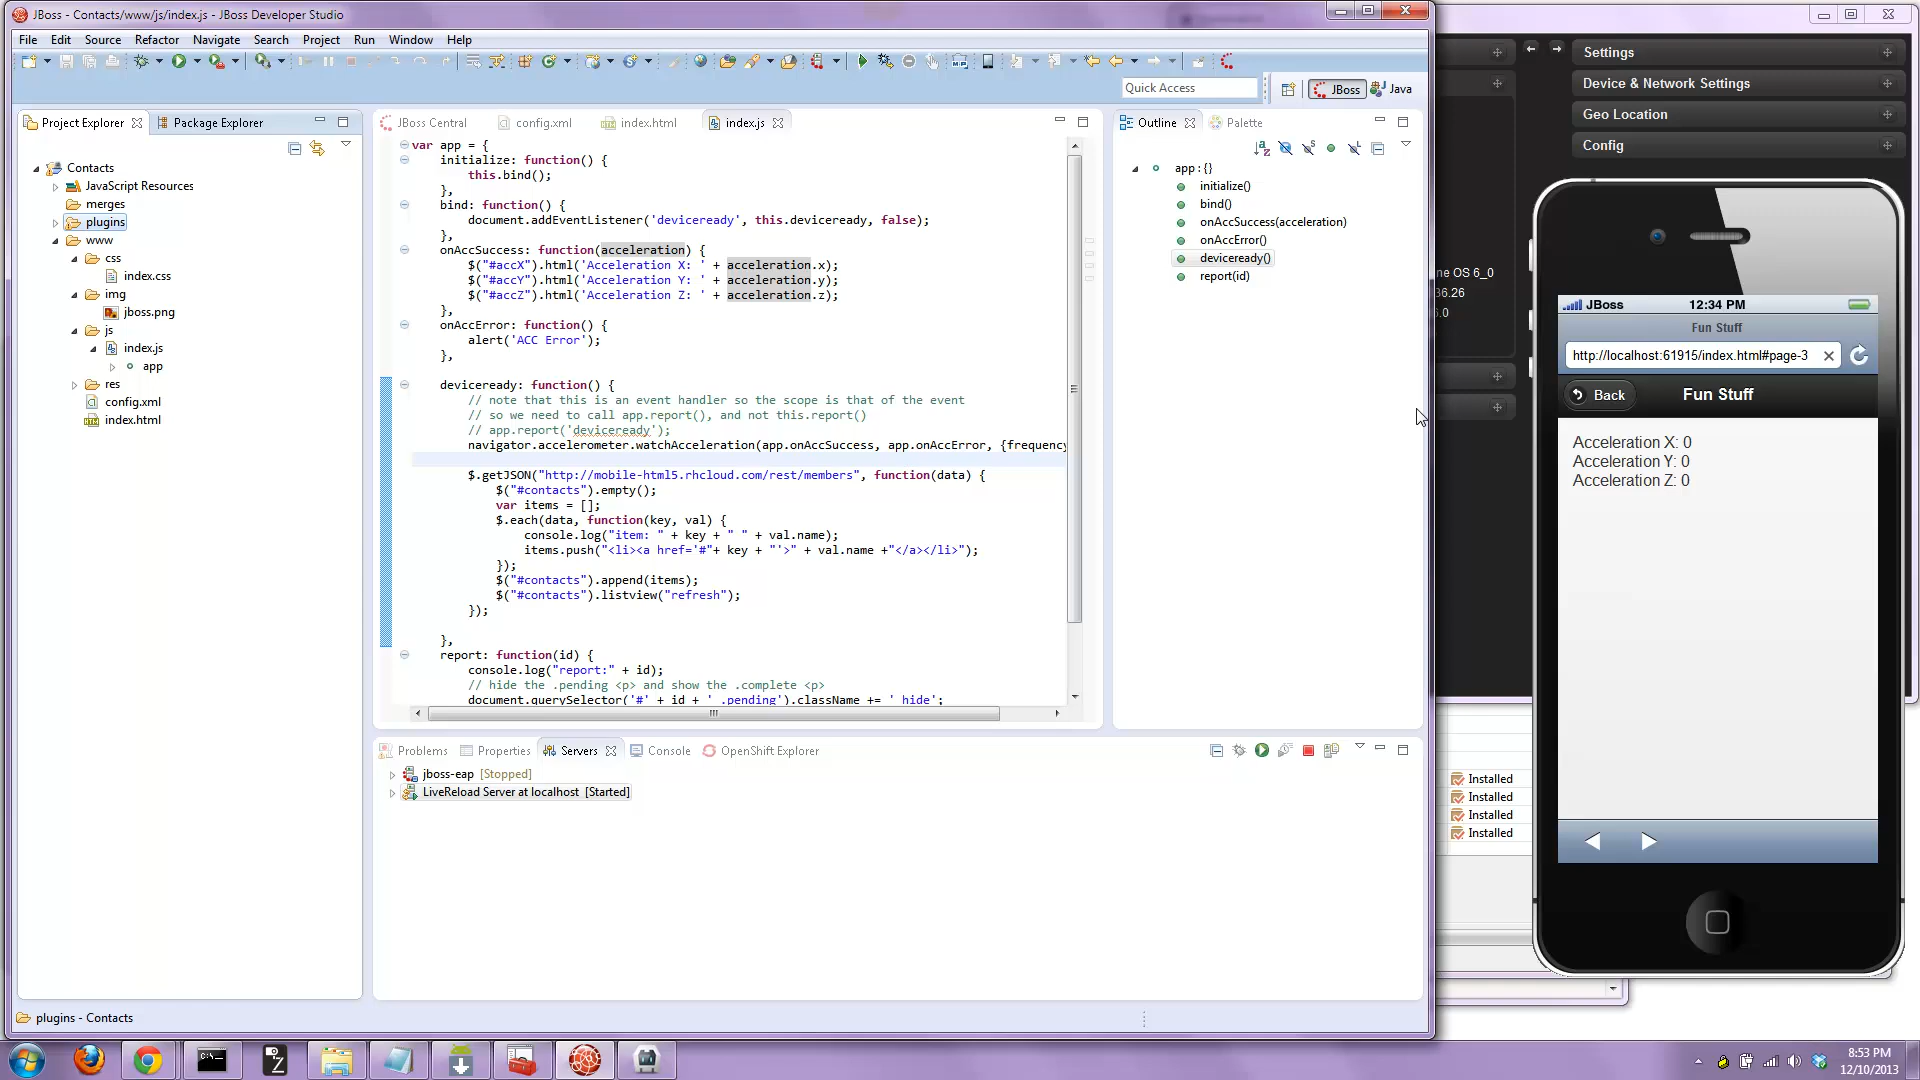 JBoss - Contacts/www/js/index.js - JBoss Developer Studio
File Edit Source Refactor Navigate Search Project Run Window Help
Quick Access
JBoss
Java
Project Explorer
Package Explorer
Contacts
JavaScript Resources
merges
plugins
www
css
index.css
img
jboss.png
js
index.js
app
res
config.xml
index.html
JBoss Central
config.xml
index.html
index.js
var app = {
initialize: function() {
this.bind();
},
bind: function() {
document.addEventListener('deviceready', this.deviceready, false);
},
onAccSuccess: function(acceleration) {
$("#accX").html('Acceleration X: ' + acceleration.x);
$("#accY").html('Acceleration Y: ' + acceleration.y);
$("#accZ").html('Acceleration Z: ' + acceleration.z);
},
onAccError: function() {
alert('ACC Error');
},
deviceready: function() {
// note that this is an event handler so the scope is that of the event
// so we need to call app.report(), and not this.report()
// app.report('deviceready');
navigator.accelerometer.watchAcceleration(app.onAccSuccess, app.onAccError, {frequency
$.getJSON("http://mobile-html5.rhcloud.com/rest/members", function(data) {
$("#contacts").empty();
var items = [];
$.each(data, function(key, val) {
console.log("item: " + key + " " + val.name);
items.push("<li><a href='#"+ key + "'>" + val.name +"</a></li>");
});
$("#contacts").append(items);
$("#contacts").listview("refresh");
});
},
report: function(id) {
console.log("report:" + id);
// hide the .pending <p> and show the .complete <p>
document.querySelector('#' + id + ' .pending').className += ' hide';
Outline
Palette
app : {}
initialize()
bind()
onAccSuccess(acceleration)
onAccError()
deviceready()
report(id)
Problems
Properties
Servers
Console
OpenShift Explorer
jboss-eap [Stopped]
LiveReload Server at localhost [Started]
plugins - Contacts
Settings
Device & Network Settings
Geo Location
Config
ne OS 6_0
36.26
6.0
JBoss
12:34 PM
Fun Stuff
http://localhost:61915/index.html#page-3
Back
Fun Stuff
Acceleration X: 0
Acceleration Y: 0
Acceleration Z: 0
Installed
Installed
Installed
Installed
8:53 PM
12/10/2013